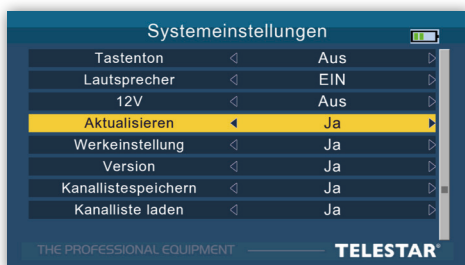 Systemeinstellungen
Tastenton Aus
Lautsprecher EIN
12V Aus
Aktualisieren Ja
Werkeinstellung Ja
Version Ja
Kanallistespeichern Ja
Kanalliste laden Ja
THE PROFESSIONAL EQUIPMENT TELESTAR®